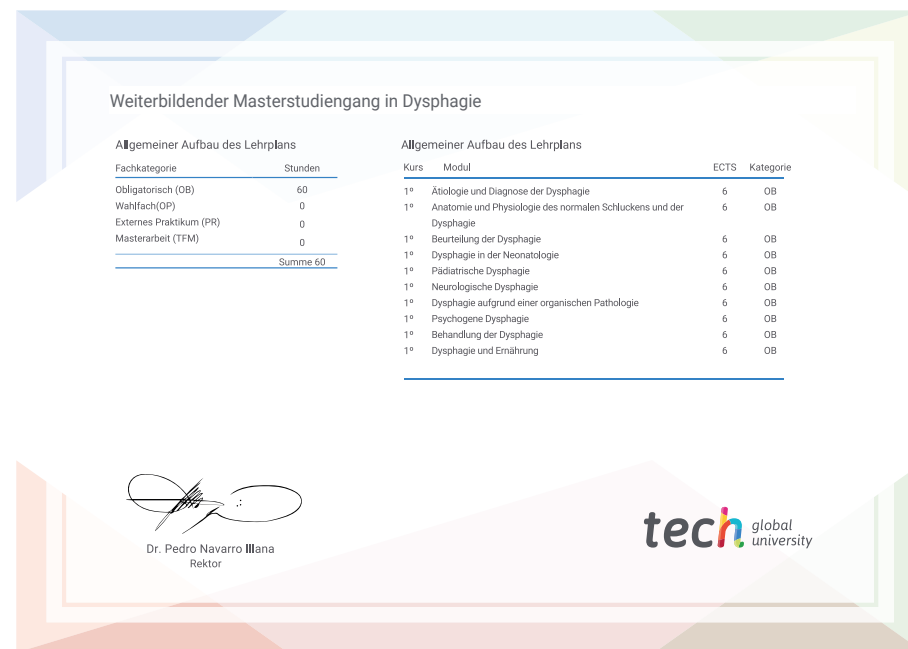 Weiterbildender Masterstudiengang in Dysphagie
Allgemeiner Aufbau des Lehrplans
Fachkategorie Stunden
Obligatorisch (OB) 60
Wahlfach(OP) 0
Externes Praktikum (PR) 0
Masterarbeit (TFM) 0
Summe 60
Allgemeiner Aufbau des Lehrplans
Kurs Modul ECTS Kategorie
1º Ätiologie und Diagnose der Dysphagie 6 OB
1º Anatomie und Physiologie des normalen Schluckens und der 6 OB
Dysphagie
1º Beurteilung der Dysphagie 6 OB
1º Dysphagie in der Neonatologie 6 OB
1º Pädiatrische Dysphagie 6 OB
1º Neurologische Dysphagie 6 OB
1º Dysphagie aufgrund einer organischen Pathologie 6 OB
1º Psychogene Dysphagie 6 OB
1º Behandlung der Dysphagie 6 OB
1º Dysphagie und Ernährung 6 OB
Dr. Pedro Navarro Illana
Rektor
tech global
university